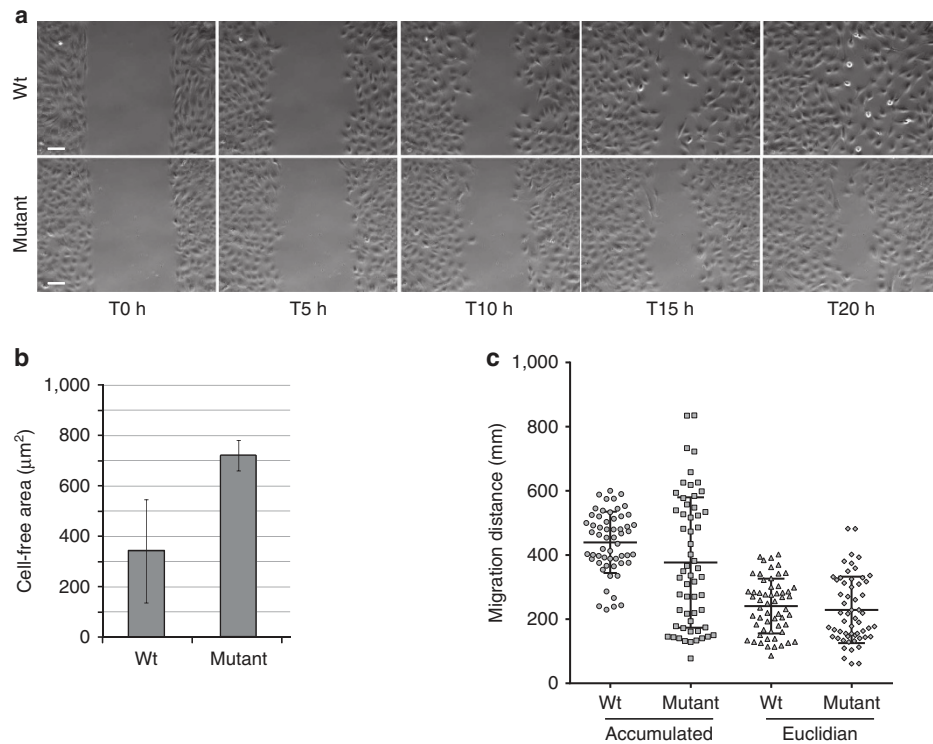 a
Wt
Mutant
T0 h
T5 h
T10 h
T15 h
T20 h
b
Cell-free area (μm²)
1,000
800
600
400
200
0
Wt
Mutant
c
Migration distance (mm)
1,000
800
600
400
200
0
Wt
Mutant
Wt
Mutant
Accumulated
Euclidian